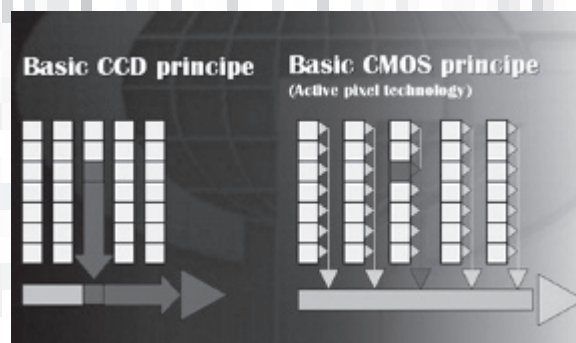 Basic CCD principe
Basic CMOS principe
(Active pixel technology)